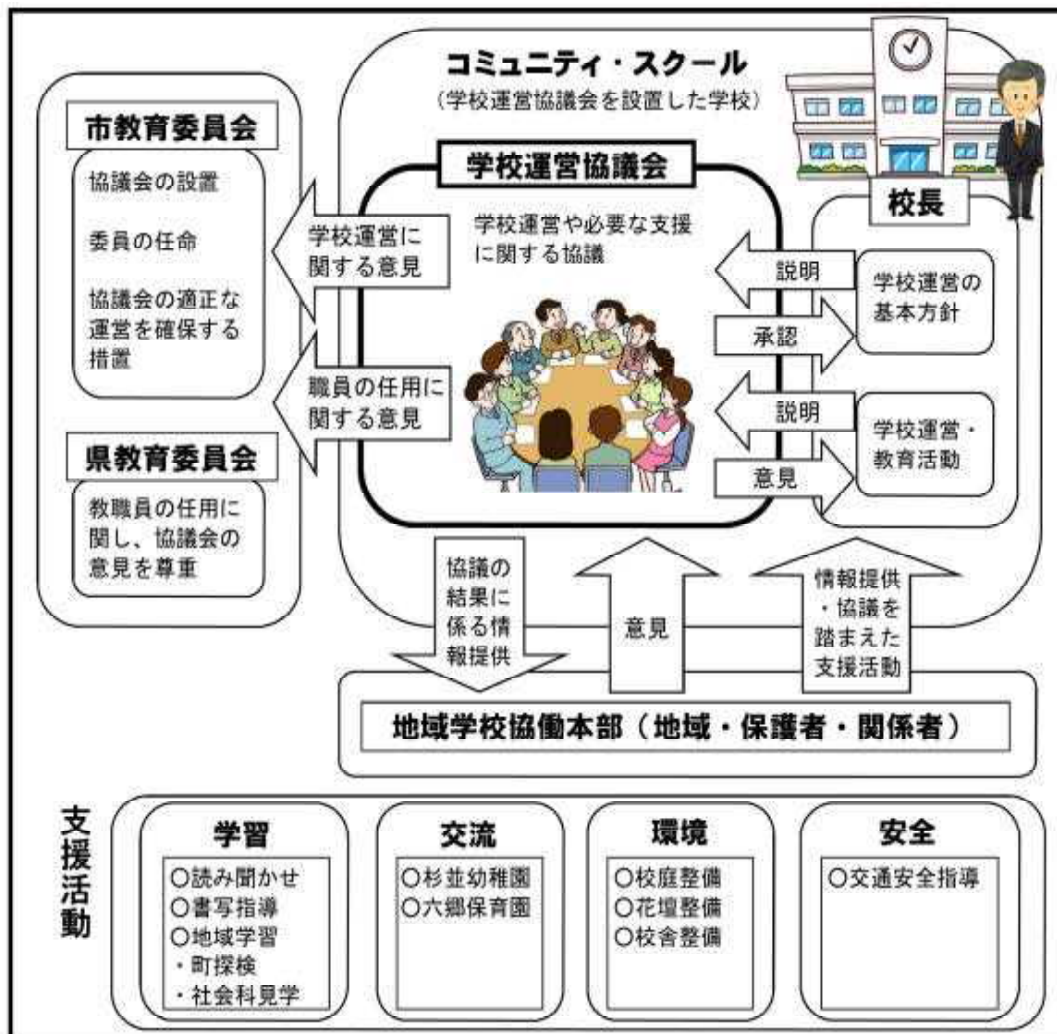 コミュニティ・スクール
（学校運営協議会を設置した学校）
市教育委員会
協議会の設置
委員の任命
協議会の適正な
運営を確保する
措置
県教育委員会
教職員の任用に
関し、協議会の
意見を尊重
学校運営に
関する意見
職員の任用に
関する意見
学校運営協議会
学校運営や必要な支援
に関する協議
校長
説明
承認
学校運営の
基本方針
説明
意見
学校運営・
教育活動
協議の
結果に
係る情
報提供
意見
情報提供
・協議を
踏まえた
支援活動
地域学校協働本部（地域・保護者・関係者）
支援活動
学習
○読み聞かせ
○書写指導
○地域学習
・町探検
・社会科見学
交流
○杉並幼稚園
○六郷保育園
環境
○校庭整備
○花壇整備
○校舎整備
安全
○交通安全指導